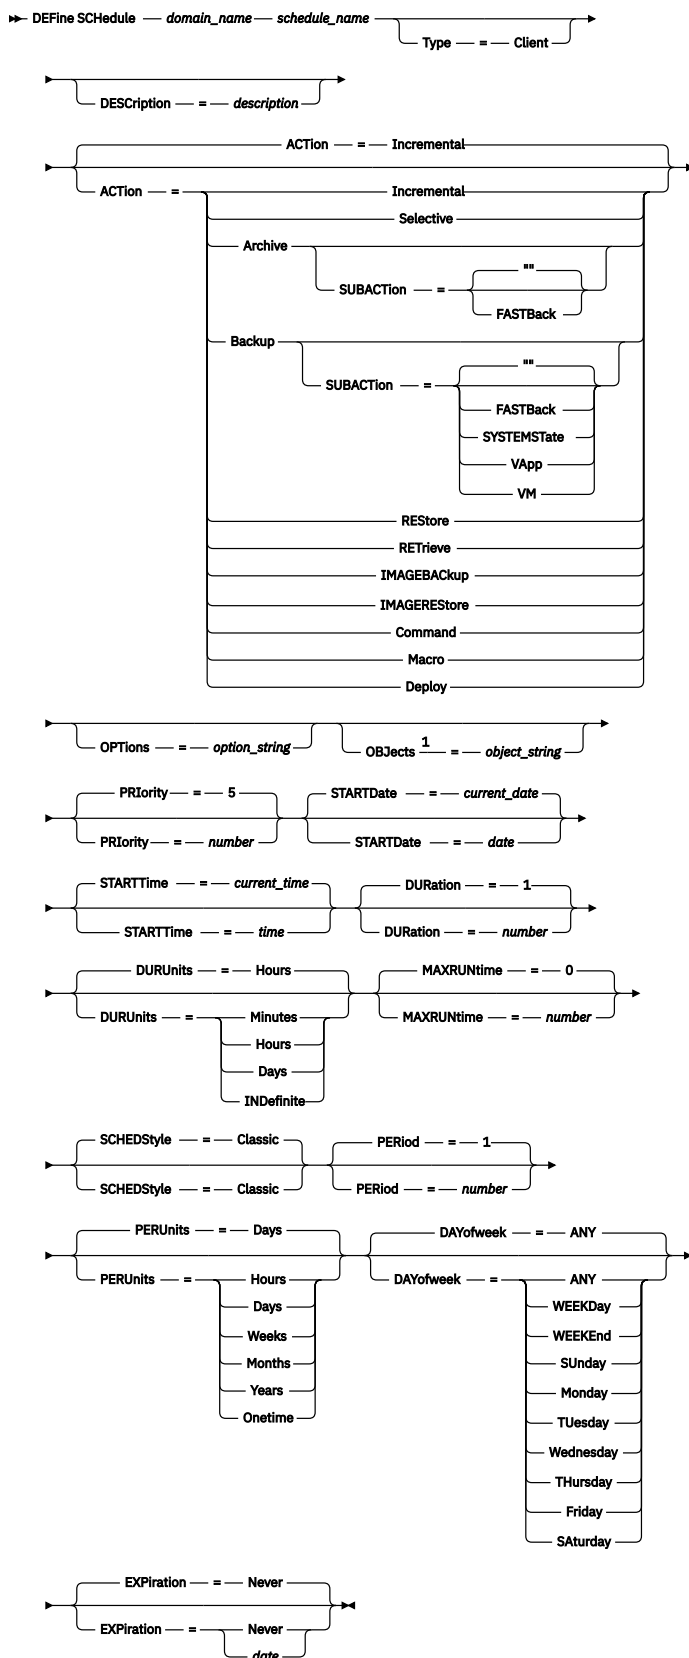 DEFine SCHedule domain_name schedule_name
Type = Client
DESCription = description
ACTion = Incremental
ACTion = Incremental
Selective
Archive
SUBACTion = ""
FASTBack
Backup
SUBACTion = ""
FASTBack
SYSTEMSTate
VApp
VM
REStore
RETrieve
IMAGEBACkup
IMAGEREStore
Command
Macro
Deploy
OPTions = option_string
OBJects 1 = object_string
PRIority = 5
PRIority = number
STARTDate = current_date
STARTDate = date
STARTTime = current_time
STARTTime = time
DURation = 1
DURation = number
DURUnits = Hours
DURUnits = Minutes
Hours
Days
INDefinite
MAXRUNtime = 0
MAXRUNtime = number
SCHEDStyle = Classic
SCHEDStyle = Classic
PERiod = 1
PERiod = number
PERUnits = Days
PERUnits = Hours
Days
Weeks
Months
Years
Onetime
DAYofweek = ANY
DAYofweek = ANY
WEEKDay
WEEKEnd
SUnday
Monday
TUesday
Wednesday
THursday
Friday
SAturday
EXPiration = Never
EXPiration = Never
date